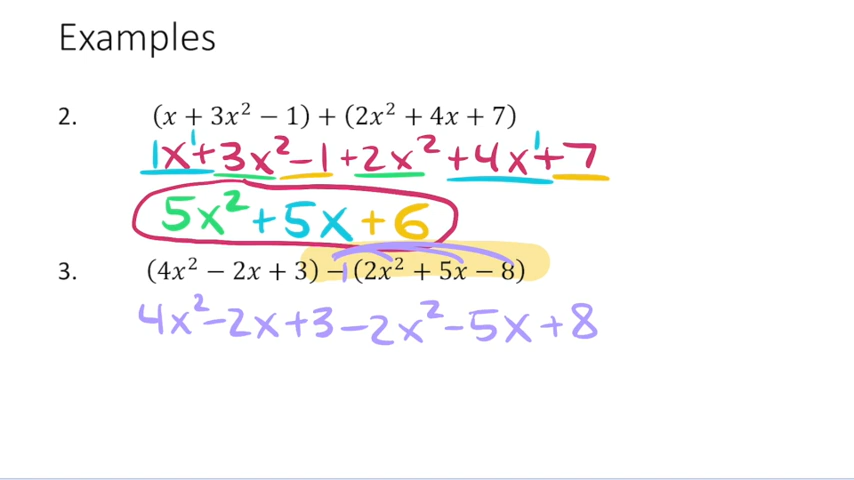 Examples
2. (x + 3x² − 1) + (2x² + 4x + 7)
1x¹+3x²-1+2x²+4x¹+7
5x²+5x+6
3. (4x² − 2x + 3) −1(2x² + 5x − 8)
4x²-2x+3-2x²-5x+8